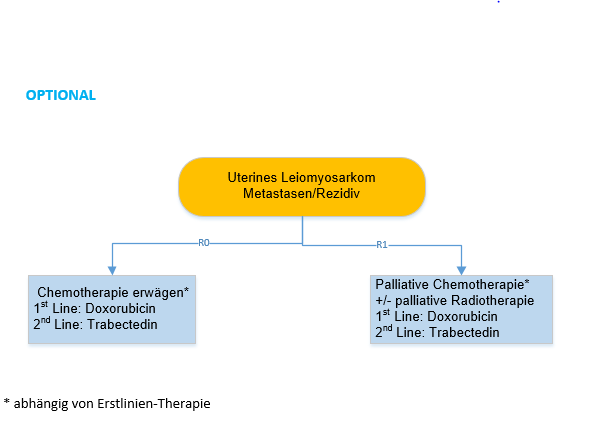 OPTIONAL
Uterines Leiomyosarkom
Metastasen/Rezidiv
R0
R1
Chemotherapie erwägen*
1st Line: Doxorubicin
2nd Line: Trabectedin
Palliative Chemotherapie*
+/- palliative Radiotherapie
1st Line: Doxorubicin
2nd Line: Trabectedin
* abhängig von Erstlinien-Therapie